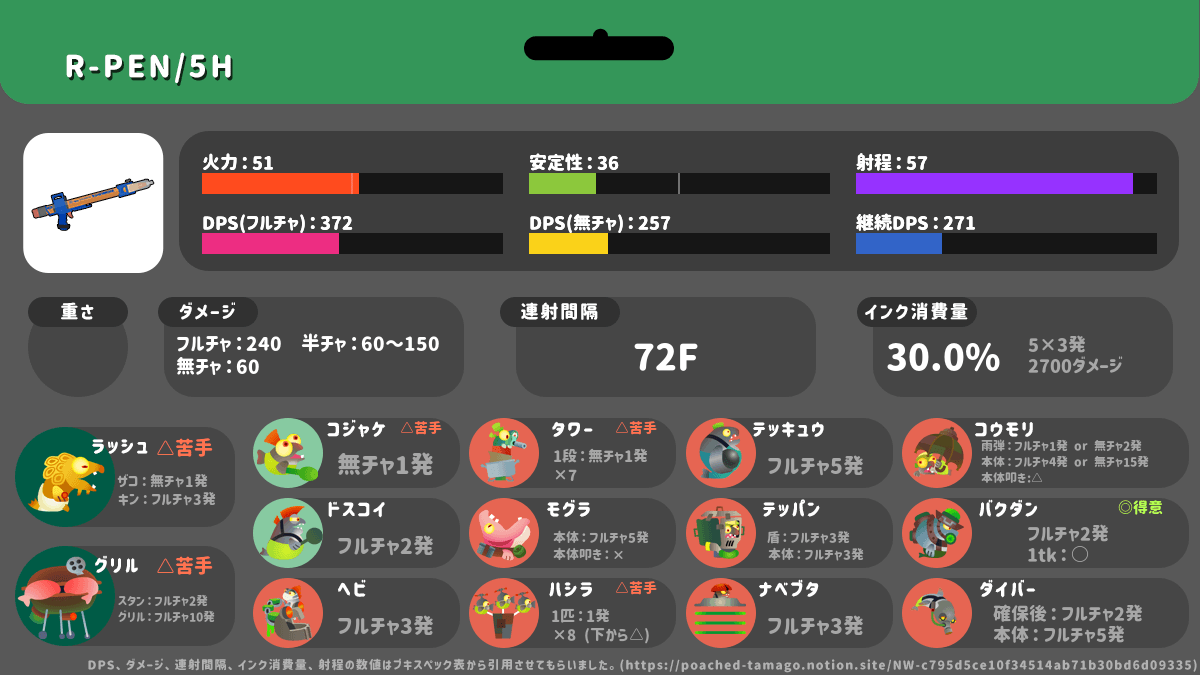 R-PEN/5H
火力：51
安定性：36
射程：57
DPS(フルチャ)：372
DPS(無チャ)：257
継続DPS：271
重さ
ダメージ
フルチャ：240　半チャ：60〜150
無チャ：60
連射間隔
72F
インク消費量
30.0%
5×3発
2700ダメージ
ラッシュ △苦手
ザコ：無チャ1発
キン：フルチャ3発
グリル △苦手
スタン：フルチャ2発
グリル：フルチャ10発
コジャケ △苦手
無チャ1発
ドスコイ
フルチャ2発
ヘビ
フルチャ3発
タワー △苦手
1段：無チャ1発
×7
モグラ
本体：フルチャ5発
本体叩き：×
ハシラ △苦手
1匹：1発
×8 (下から△)
テッキュウ
フルチャ5発
テッパン
盾：フルチャ3発
本体：フルチャ3発
ナベブタ
フルチャ3発
コウモリ
雨弾：フルチャ1発 or 無チャ2発
本体：フルチャ4発 or 無チャ15発
本体叩き：△
バクダン ◎得意
フルチャ2発
1tk：○
ダイバー
確保後：フルチャ2発
本体：フルチャ5発
DPS、ダメージ、連射間隔、インク消費量、射程の数値はブキスペック表から引用させてもらいました。(https://poached-tamago.notion.site/NW-c795d5ce10f34514ab71b30bd6d09335)